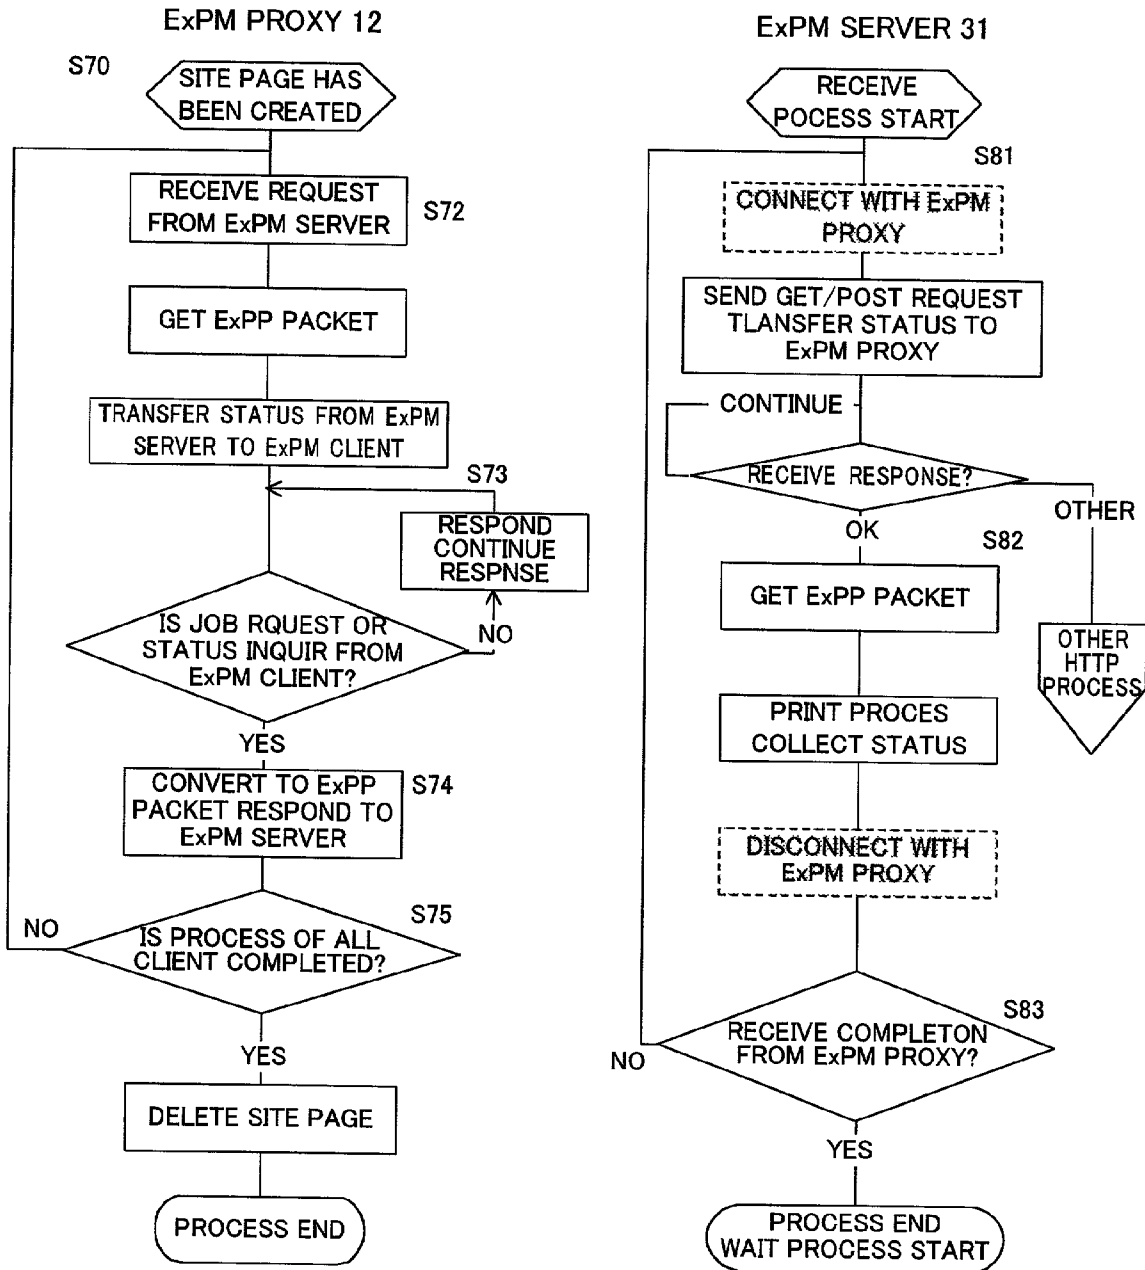 ExPM PROXY 12
S70
SITE PAGE HAS
BEEN CREATED
RECEIVE REQUEST
FROM ExPM SERVER
S72
GET ExPP PACKET
TRANSFER STATUS FROM ExPM
SERVER TO ExPM CLIENT
S73
RESPOND
CONTINUE
RESPNSE
IS JOB RQUEST OR
STATUS INQUIR FROM
ExPM CLIENT?
NO
YES
CONVERT TO ExPP
PACKET RESPOND TO
ExPM SERVER
S74
S75
NO
IS PROCESS OF ALL
CLIENT COMPLETED?
YES
DELETE SITE PAGE
PROCESS END
ExPM SERVER 31
RECEIVE
POCESS START
S81
CONNECT WITH ExPM
PROXY
SEND GET/POST REQUEST
TLANSFER STATUS TO
ExPM PROXY
CONTINUE
RECEIVE RESPONSE?
OTHER
OK
S82
GET ExPP PACKET
OTHER
HTTP
PROCESS
PRINT PROCES
COLLECT STATUS
DISCONNECT WITH
ExPM PROXY
S83
RECEIVE COMPLETON
FROM ExPM PROXY?
NO
YES
PROCESS END
WAIT PROCESS START